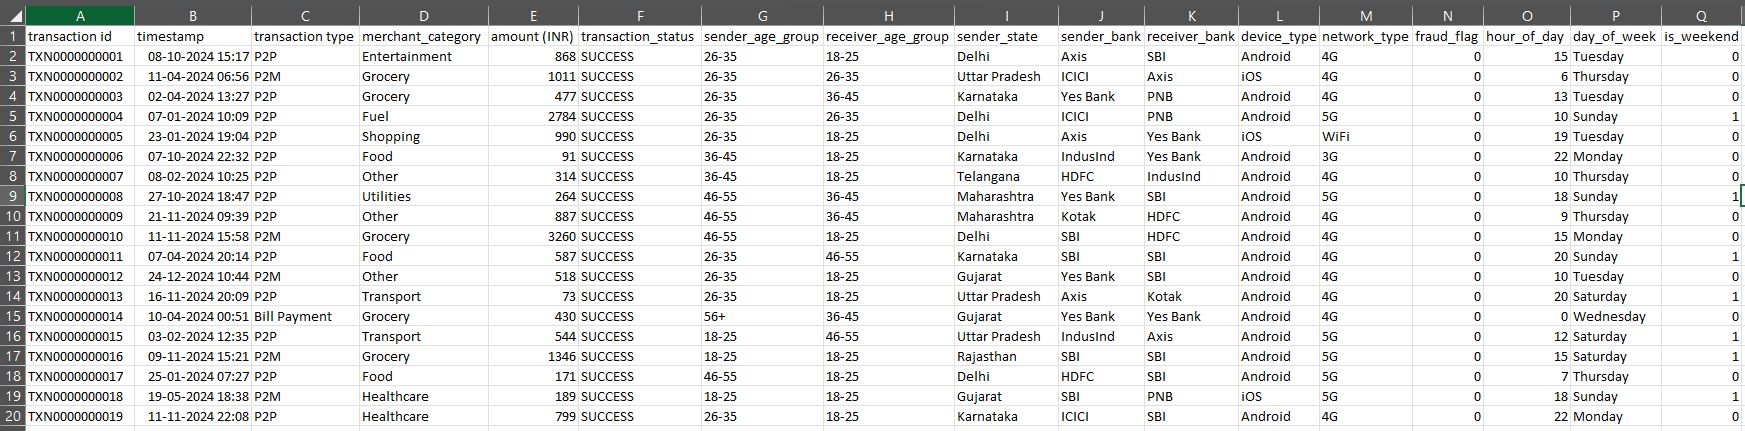 A B C D E F G H I J K L M N O P Q
1 transaction id timestamp transaction type merchant_category amount (INR) transaction_status sender_age_group receiver_age_group sender_state sender_bank receiver_bank device_type network_type fraud_flag hour_of_day day_of_week is_weekend
2 TXN0000000001 08-10-2024 15:17 P2P Entertainment 868 SUCCESS 26-35 18-25 Delhi Axis SBI Android 4G 0 15 Tuesday 0
3 TXN0000000002 11-04-2024 06:56 P2M Grocery 1011 SUCCESS 26-35 26-35 Uttar Pradesh ICICI Axis iOS 4G 0 6 Thursday 0
4 TXN0000000003 02-04-2024 13:27 P2P Grocery 477 SUCCESS 26-35 36-45 Karnataka Yes Bank PNB Android 4G 0 13 Tuesday 0
5 TXN0000000004 07-01-2024 10:09 P2P Fuel 2784 SUCCESS 26-35 26-35 Delhi ICICI PNB Android 5G 0 10 Sunday 1
6 TXN0000000005 23-01-2024 19:04 P2P Shopping 990 SUCCESS 26-35 18-25 Delhi Axis Yes Bank iOS WiFi 0 19 Tuesday 0
7 TXN0000000006 07-10-2024 22:32 P2P Food 91 SUCCESS 36-45 18-25 Karnataka IndusInd Yes Bank Android 3G 0 22 Monday 0
8 TXN0000000007 08-02-2024 10:25 P2P Other 314 SUCCESS 36-45 18-25 Telangana HDFC IndusInd Android 4G 0 10 Thursday 0
9 TXN0000000008 27-10-2024 18:47 P2P Utilities 264 SUCCESS 46-55 36-45 Maharashtra Yes Bank SBI Android 5G 0 18 Sunday 1
10 TXN0000000009 21-11-2024 09:39 P2P Other 887 SUCCESS 46-55 36-45 Maharashtra Kotak HDFC Android 4G 0 9 Thursday 0
11 TXN0000000010 11-11-2024 15:58 P2M Grocery 3260 SUCCESS 46-55 18-25 Delhi SBI HDFC Android 4G 0 15 Monday 0
12 TXN0000000011 07-04-2024 20:14 P2P Food 587 SUCCESS 26-35 46-55 Karnataka SBI SBI Android 4G 0 20 Sunday 1
13 TXN0000000012 24-12-2024 10:44 P2M Other 518 SUCCESS 26-35 18-25 Gujarat Yes Bank SBI Android 4G 0 10 Tuesday 0
14 TXN0000000013 16-11-2024 20:09 P2P Transport 73 SUCCESS 26-35 18-25 Uttar Pradesh Axis Kotak Android 4G 0 20 Saturday 1
15 TXN0000000014 10-04-2024 00:51 Bill Payment Grocery 430 SUCCESS 56+ 36-45 Gujarat Yes Bank Yes Bank Android 4G 0 0 Wednesday 0
16 TXN0000000015 03-02-2024 12:35 P2P Transport 544 SUCCESS 18-25 46-55 Uttar Pradesh IndusInd Axis Android 5G 0 12 Saturday 1
17 TXN0000000016 09-11-2024 15:21 P2M Grocery 1346 SUCCESS 18-25 18-25 Rajasthan SBI SBI Android 5G 0 15 Saturday 1
18 TXN0000000017 25-01-2024 07:27 P2P Food 171 SUCCESS 46-55 18-25 Delhi HDFC SBI Android 5G 0 7 Thursday 0
19 TXN0000000018 19-05-2024 18:38 P2M Healthcare 189 SUCCESS 18-25 18-25 Gujarat SBI PNB iOS 5G 0 18 Sunday 1
20 TXN0000000019 11-11-2024 22:08 P2P Healthcare 799 SUCCESS 26-35 18-25 Karnataka ICICI SBI Android 4G 0 22 Monday 0